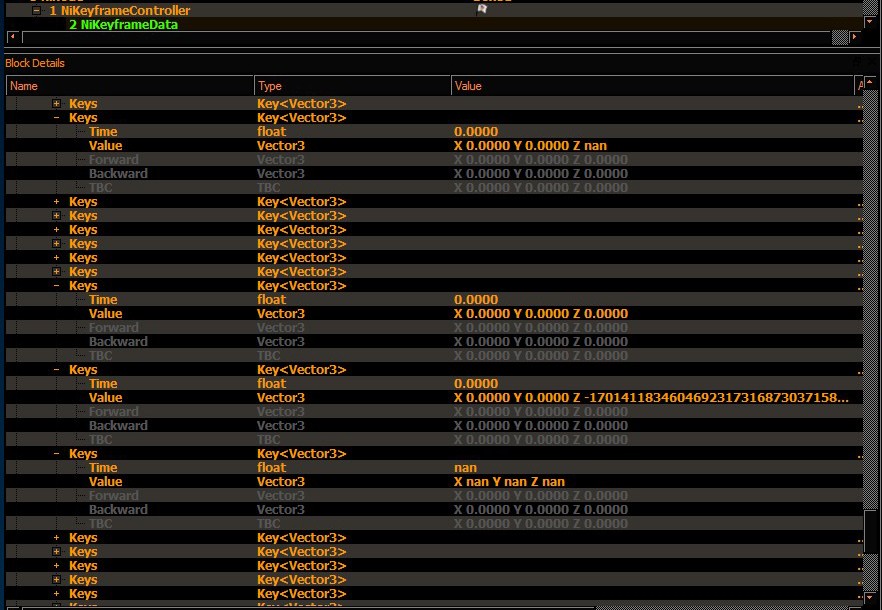 1 NiKeyframeController
2 NiKeyframeData
Block Details
Name Type Value
Keys Key<Vector3>
Keys Key<Vector3>
Time float 0.0000
Value Vector3 X 0.0000 Y 0.0000 Z nan
Forward Vector3 X 0.0000 Y 0.0000 Z 0.0000
Backward Vector3 X 0.0000 Y 0.0000 Z 0.0000
TBC TBC X 0.0000 Y 0.0000 Z 0.0000
Keys Key<Vector3>
Keys Key<Vector3>
Keys Key<Vector3>
Keys Key<Vector3>
Keys Key<Vector3>
Keys Key<Vector3>
Keys Key<Vector3>
Time float 0.0000
Value Vector3 X 0.0000 Y 0.0000 Z 0.0000
Forward Vector3 X 0.0000 Y 0.0000 Z 0.0000
Backward Vector3 X 0.0000 Y 0.0000 Z 0.0000
TBC TBC X 0.0000 Y 0.0000 Z 0.0000
Keys Key<Vector3>
Time float 0.0000
Value Vector3 X 0.0000 Y 0.0000 Z -1701411834604692317316873037158...
Forward Vector3 X 0.0000 Y 0.0000 Z 0.0000
Backward Vector3 X 0.0000 Y 0.0000 Z 0.0000
TBC TBC X 0.0000 Y 0.0000 Z 0.0000
Keys Key<Vector3>
Time float nan
Value Vector3 X nan Y nan Z nan
Forward Vector3 X 0.0000 Y 0.0000 Z 0.0000
Backward Vector3 X 0.0000 Y 0.0000 Z 0.0000
TBC TBC X 0.0000 Y 0.0000 Z 0.0000
Keys Key<Vector3>
Keys Key<Vector3>
Keys Key<Vector3>
Keys Key<Vector3>
Keys Key<Vector3>